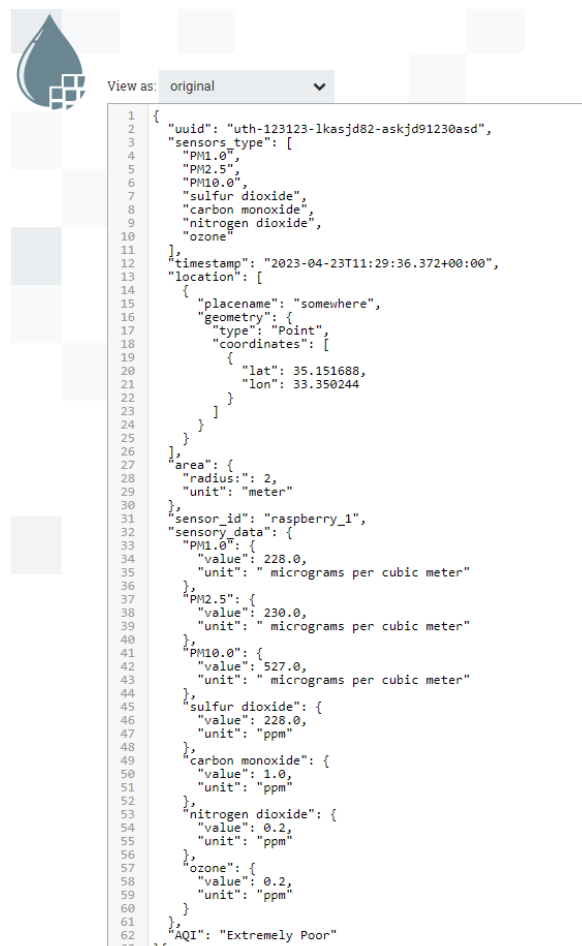 View as: original
1 {
2 "uuid": "uth-123123-lkasjd82-askjd91230asd",
3 "sensors_type": [
4 "PM1.0",
5 "PM2.5",
6 "PM10.0",
7 "sulfur dioxide",
8 "carbon monoxide",
9 "nitrogen dioxide",
10 "ozone"
11 ],
12 "timestamp": "2023-04-23T11:29:36.372+00:00",
13 "location": [
14 {
15 "placename": "somewhere",
16 "geometry": {
17 "type": "Point",
18 "coordinates": [
19 {
20 "lat": 35.151688,
21 "lon": 33.350244
22 }
23 ]
24 }
25 }
26 ],
27 "area": {
28 "radius:": 2,
29 "unit": "meter"
30 },
31 "sensor_id": "raspberry_1",
32 "sensory_data": {
33 "PM1.0": {
34 "value": 228.0,
35 "unit": " micrograms per cubic meter"
36 },
37 "PM2.5": {
38 "value": 230.0,
39 "unit": " micrograms per cubic meter"
40 },
41 "PM10.0": {
42 "value": 527.0,
43 "unit": " micrograms per cubic meter"
44 },
45 "sulfur dioxide": {
46 "value": 228.0,
47 "unit": "ppm"
48 },
49 "carbon monoxide": {
50 "value": 1.0,
51 "unit": "ppm"
52 },
53 "nitrogen dioxide": {
54 "value": 0.2,
55 "unit": "ppm"
56 },
57 "ozone": {
58 "value": 0.2,
59 "unit": "ppm"
60 }
61 },
62 "AQI": "Extremely Poor"